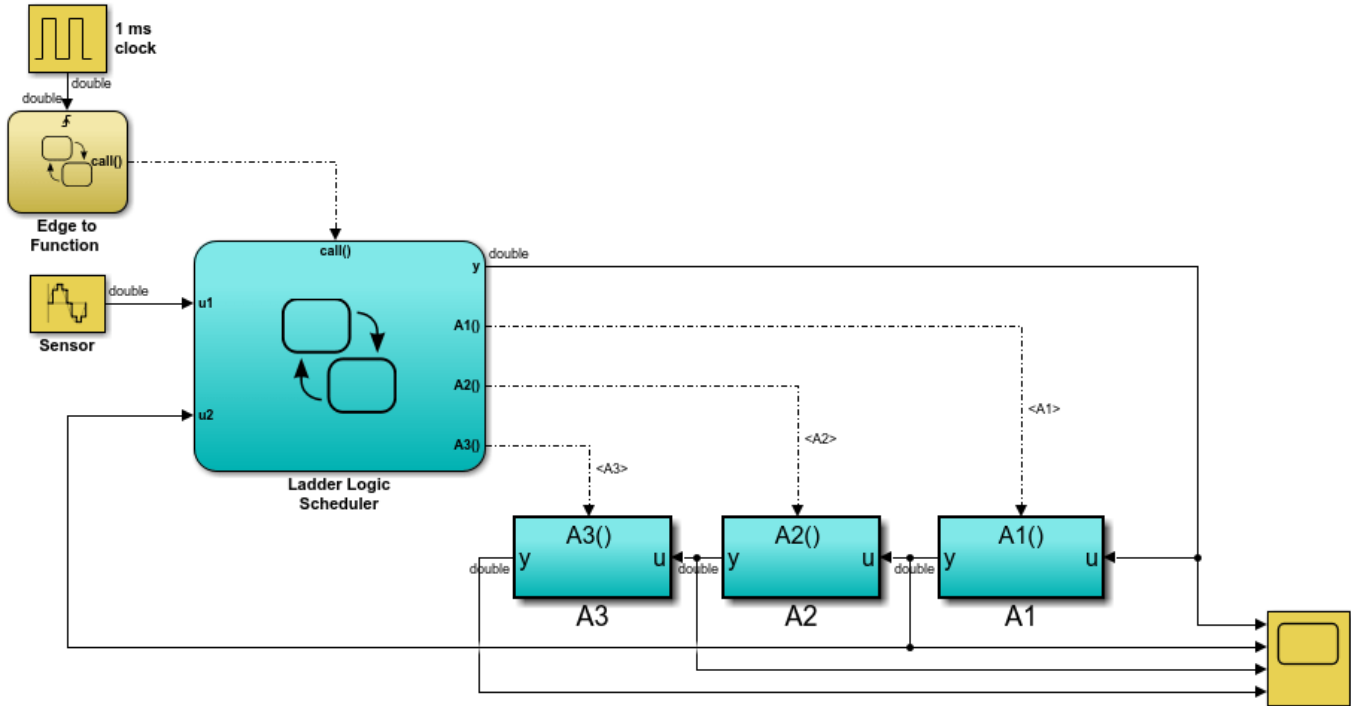 1 ms
clock
double
double
call()
Edge to
Function
call()
y
double
double
u1
A1()
Sensor
A2()
<A1>
u2
<A2>
A3()
<A3>
Ladder Logic
Scheduler
A3()
A2()
A1()
y
u
y
u
y
u
double
double
double
A3
A2
A1